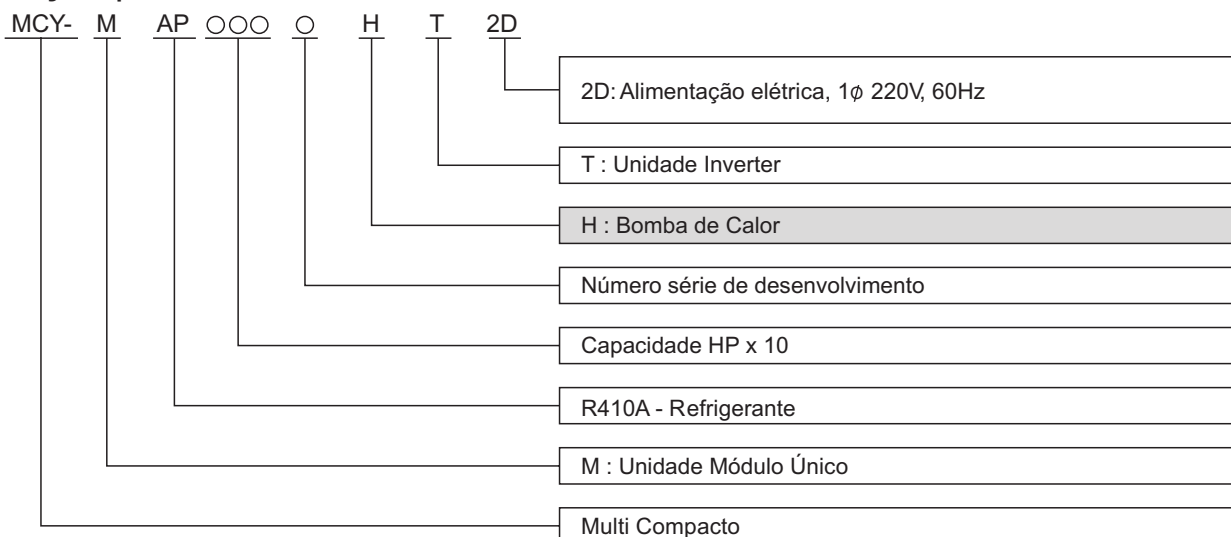 MCY- M AP ○○○ ○ H T 2D
2D: Alimentação elétrica, 1ϕ 220V, 60Hz
T : Unidade Inverter
H : Bomba de Calor
Número série de desenvolvimento
Capacidade HP x 10
R410A - Refrigerante
M : Unidade Módulo Único
Multi Compacto